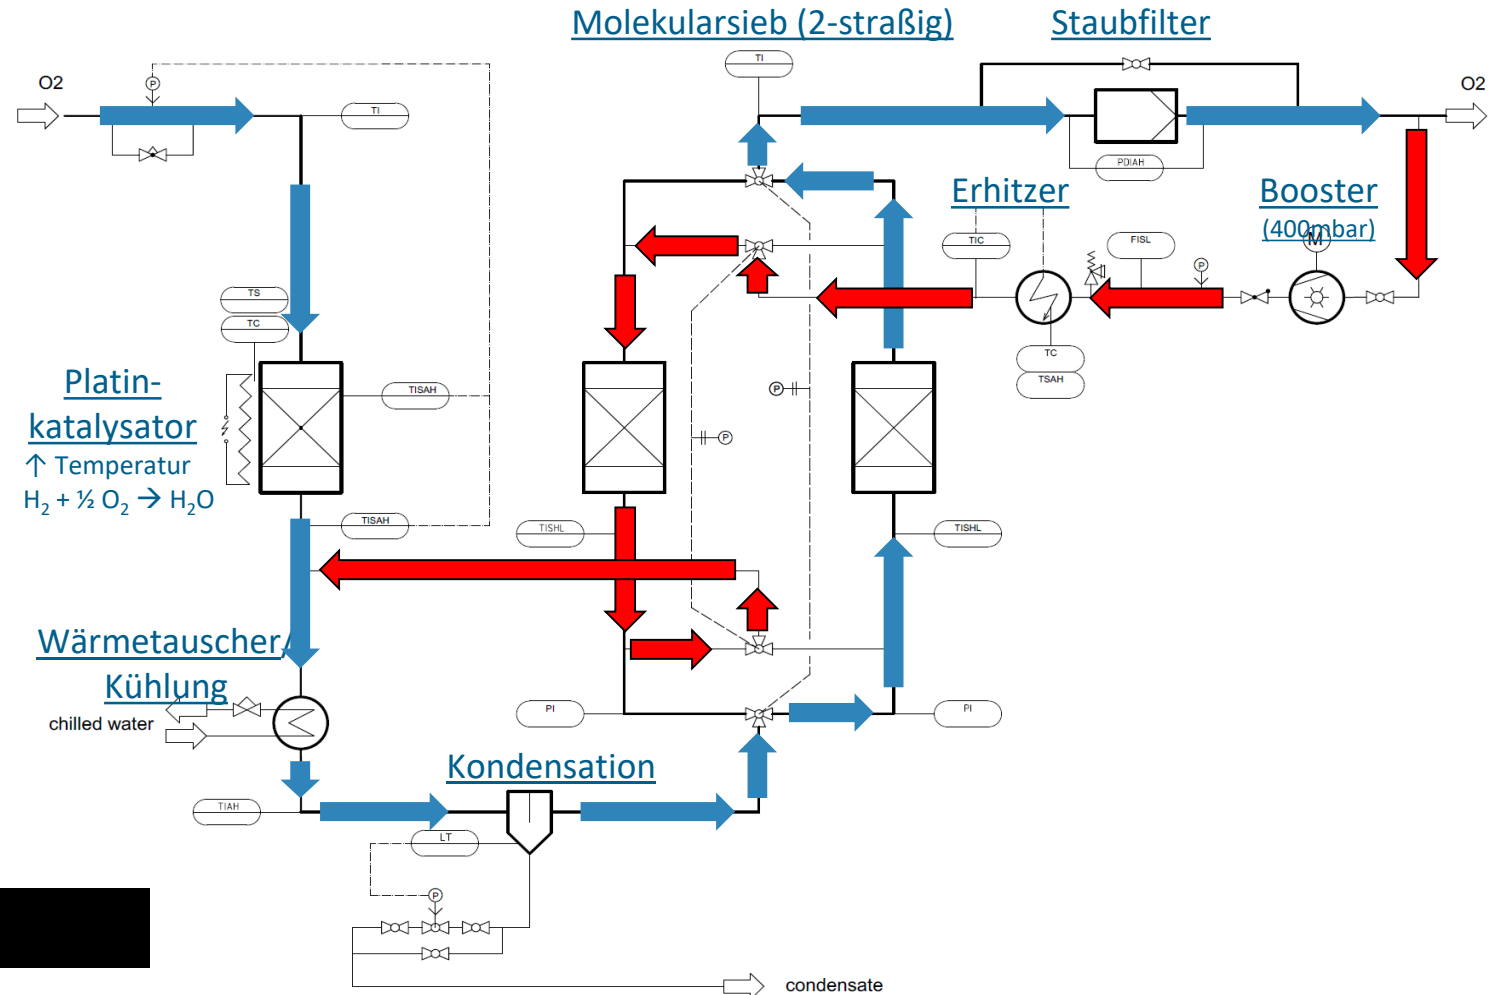 Molekularsieb (2-straßig)
Staubfilter
TI
P
O2
O2
TI
PDIAH
Erhitzer
Booster
(400mbar)
TIC
FISL
M
P
TS
TC
TC
TSAH
Platin-
katalysator
↑ Temperatur
H₂ + ½ O₂ → H₂O
TISAH
P
P
TISAH
TISHL
TISHL
Wärmetauscher/
Kühlung
chilled water
PI
PI
Kondensation
TIAH
LT
P
condensate